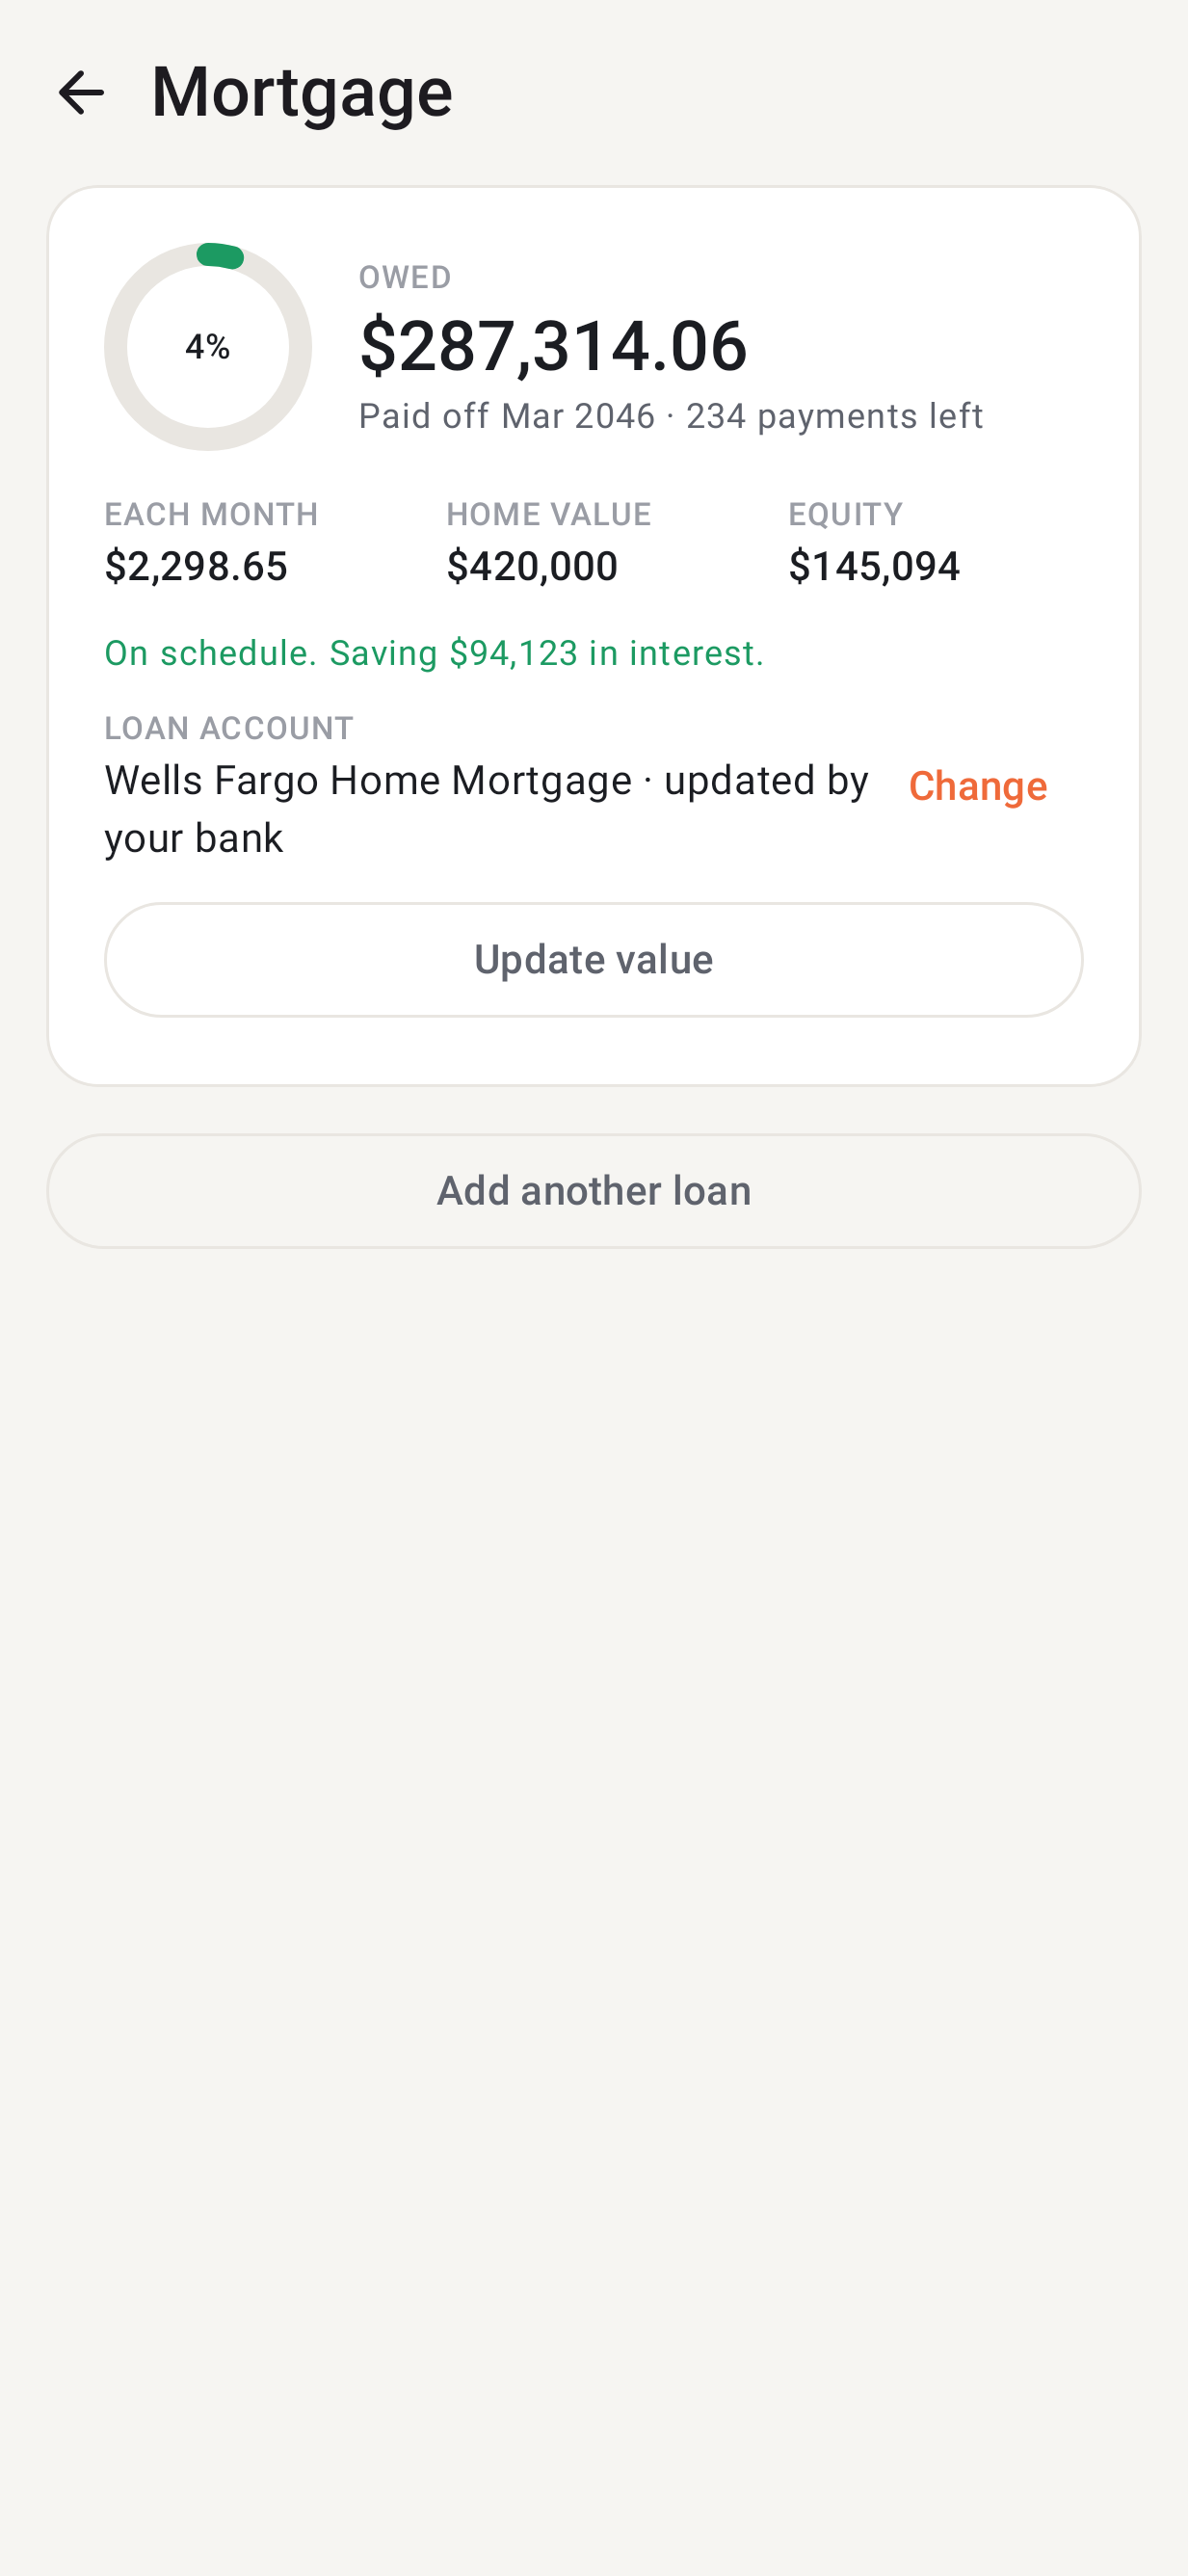 Mortgage
4%
OWED
$287,314.06
Paid off Mar 2046 · 234 payments left
EACH MONTH
$2,298.65
HOME VALUE
$420,000
EQUITY
$145,094
On schedule. Saving $94,123 in interest.
LOAN ACCOUNT
Wells Fargo Home Mortgage · updated by
your bank
Change
Update value
Add another loan